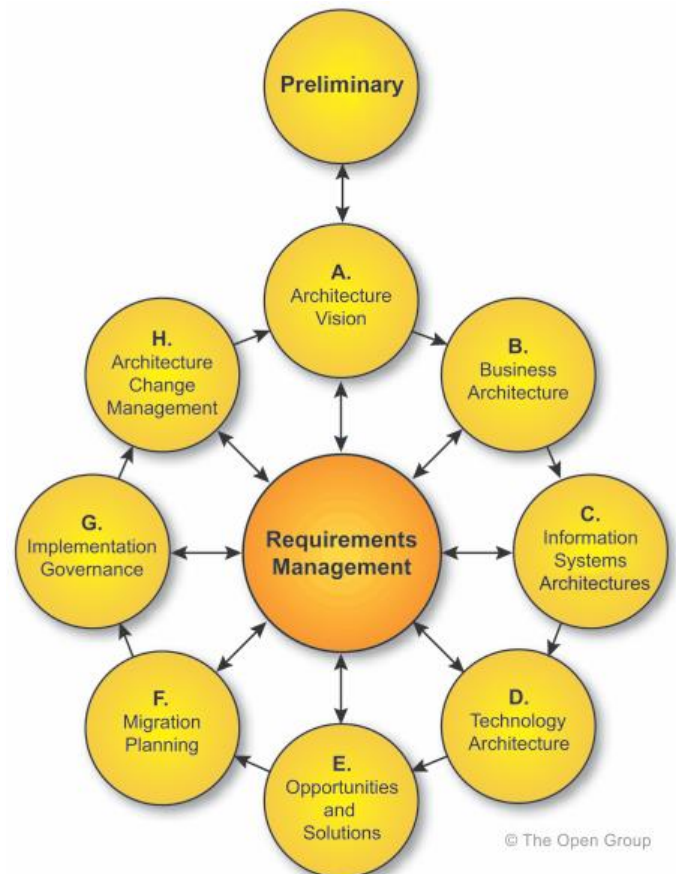 Preliminary
A.
Architecture
Vision
B.
Business
Architecture
C.
Information
Systems
Architectures
D.
Technology
Architecture
E.
Opportunities
and
Solutions
F.
Migration
Planning
G.
Implementation
Governance
H.
Architecture
Change
Management
Requirements
Management
© The Open Group